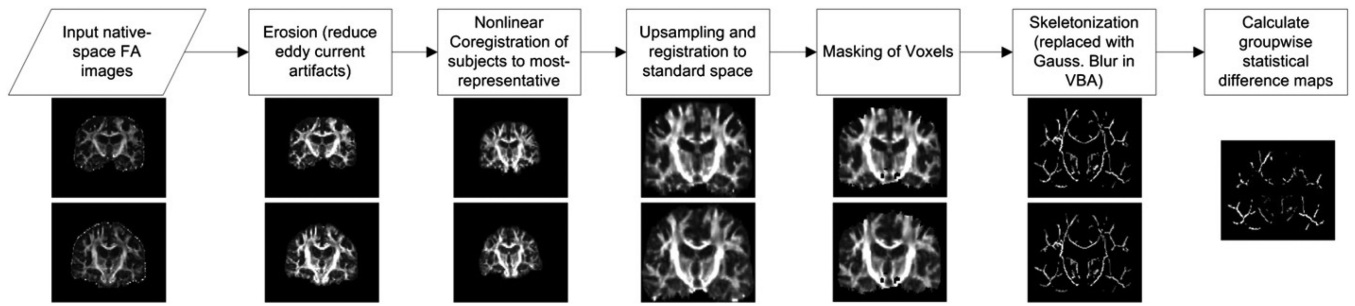 Input native-
space FA
images
Erosion (reduce
eddy current
artifacts)
Nonlinear
Coregistration of
subjects to most-
representative
Upsampling and
registration to
standard space
Masking of Voxels
Skeletonization
(replaced with
Gauss. Blur in
VBA)
Calculate
groupwise
statistical
difference maps